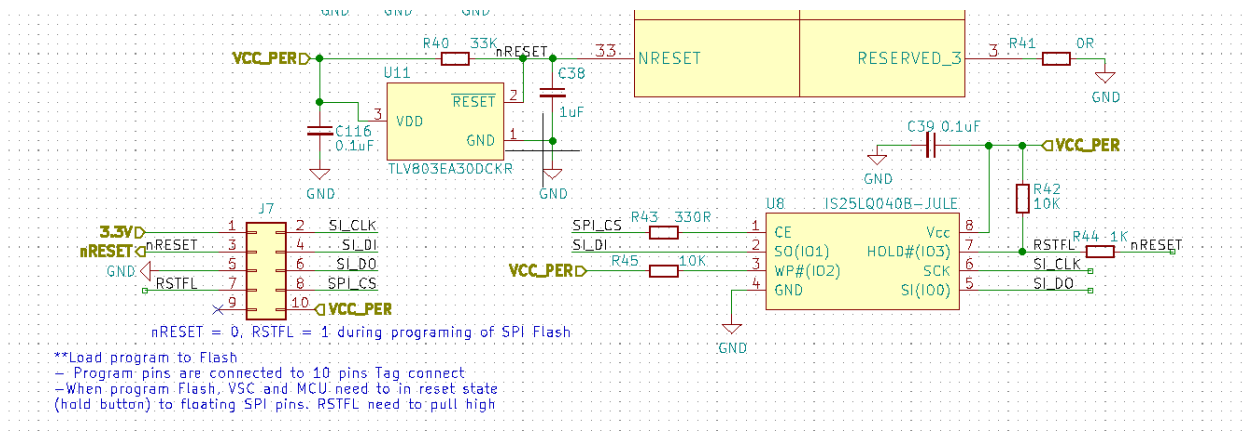 GND GND GND
VCC_PER R40 33K nRESET 33 NRESET RESERVED_3 3 R41 0R
GND
U11 C38
RESET 2
1uF
3 VDD
C116
0.1uF
GND 1
TLV803EA30DCKR
GND GND
C39 0.1uF
VCC_PER
GND
R42
10K
J7
3.3V 1 2 SI_CLK
nRESET nRESET 3 4 SI_DI
GND 5 6 SI_DO
RSTFL 7 8 SPI_CS
9 10 VCC_PER
U8 IS25LQ040B-JULE
SPI_CS R43 330R 1 CE Vcc 8
SI_DI 2 SO(IO1) HOLD#(IO3) 7 RSTFL R44 1K nRESET
VCC_PER R45 10K 3 WP#(IO2) SCK 6 SI_CLK
4 GND SI(IO0) 5 SI_DO
GND
nRESET = 0, RSTFL = 1 during programing of SPI Flash
**Load program to Flash
- Program pins are connected to 10 pins Tag connect
-When program Flash, VSC and MCU need to in reset state
(hold button) to floating SPI pins. RSTFL need to pull high